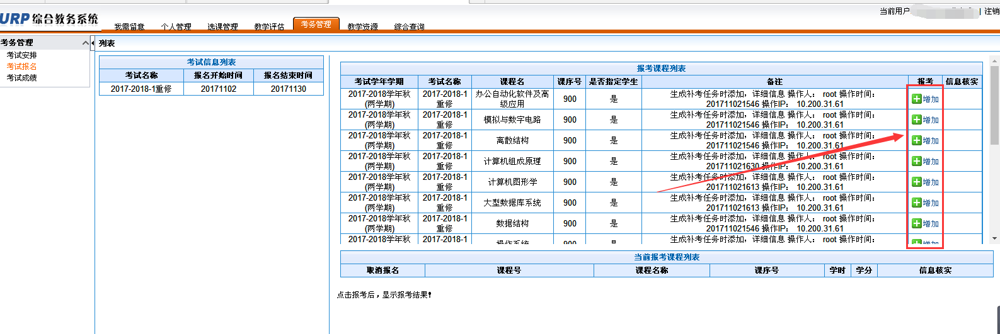 当前用户
| 注销
URP 综合教务系统
我需留意 个人管理 选课管理 教学评估 考务管理 教学资源 综合查询
考务管理
考试安排
考试报名
考试成绩
列表
考试信息列表
考试名称 报名开始时间 报名结束时间
2017-2018-1重修 20171102 20171130
报考课程列表
考试学年学期 考试名称 课程名 课序号 是否指定学生 备注 报考 信息核实
2017-2018学年秋 2017-2018-1 办公自动化软件及高 900 是 生成补考任务时添加，详细信息 操作人： root 操作时间： 增加
(两学期) 重修 级应用 201711021546 操作IP： 10.200.31.61
2017-2018学年秋 2017-2018-1 模拟与数字电路 900 是 生成补考任务时添加，详细信息 操作人： root 操作时间： 增加
(两学期) 重修 201711021546 操作IP： 10.200.31.61
2017-2018学年秋 2017-2018-1 离散结构 900 是 生成补考任务时添加，详细信息 操作人： root 操作时间： 增加
(两学期) 重修 201711021546 操作IP： 10.200.31.61
2017-2018学年秋 2017-2018-1 计算机组成原理 900 是 生成补考任务时添加，详细信息 操作人： root 操作时间： 增加
(两学期) 重修 201711021630 操作IP： 10.200.31.61
2017-2018学年秋 2017-2018-1 计算机图形学 900 是 生成补考任务时添加，详细信息 操作人： root 操作时间： 增加
(两学期) 重修 201711021613 操作IP： 10.200.31.61
2017-2018学年秋 2017-2018-1 大型数据库系统 900 是 生成补考任务时添加，详细信息 操作人： root 操作时间： 增加
(两学期) 重修 201711021613 操作IP： 10.200.31.61
2017-2018学年秋 2017-2018-1 数据结构 900 是 生成补考任务时添加，详细信息 操作人： root 操作时间： 增加
(两学期) 重修 201711021546 操作IP： 10.200.31.61
2017-2018学年秋 2017-2018-1 操作系统 900 是 生成补考任务时添加，详细信息 操作人： root 操作时间： 增加
当前报考课程列表
取消报名 课程号 课程名称 课序号 学时 学分 信息核实
点击报考后，显示报考结果！